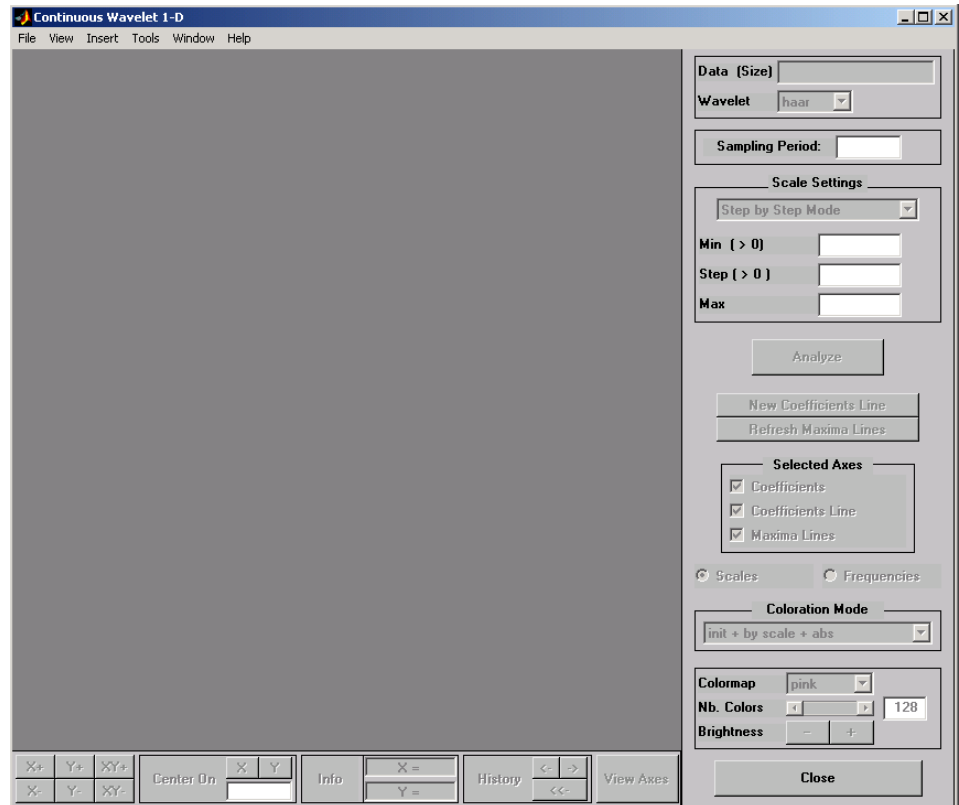 Continuous Wavelet 1-D
File View Insert Tools Window Help
Data (Size)
Wavelet haar
Sampling Period:
Scale Settings
Step by Step Mode
Min ( > 0)
Step ( > 0 )
Max
Analyze
New Coefficients Line
Refresh Maxima Lines
Selected Axes
Coefficients
Coefficients Line
Maxima Lines
Scales Frequencies
Coloration Mode
init + by scale + abs
Colormap pink
Nb. Colors 128
Brightness - +
X+ Y+ XY+ Center On X Y Info X = History <- -> View Axes
X- Y- XY- Y = <<-
Close